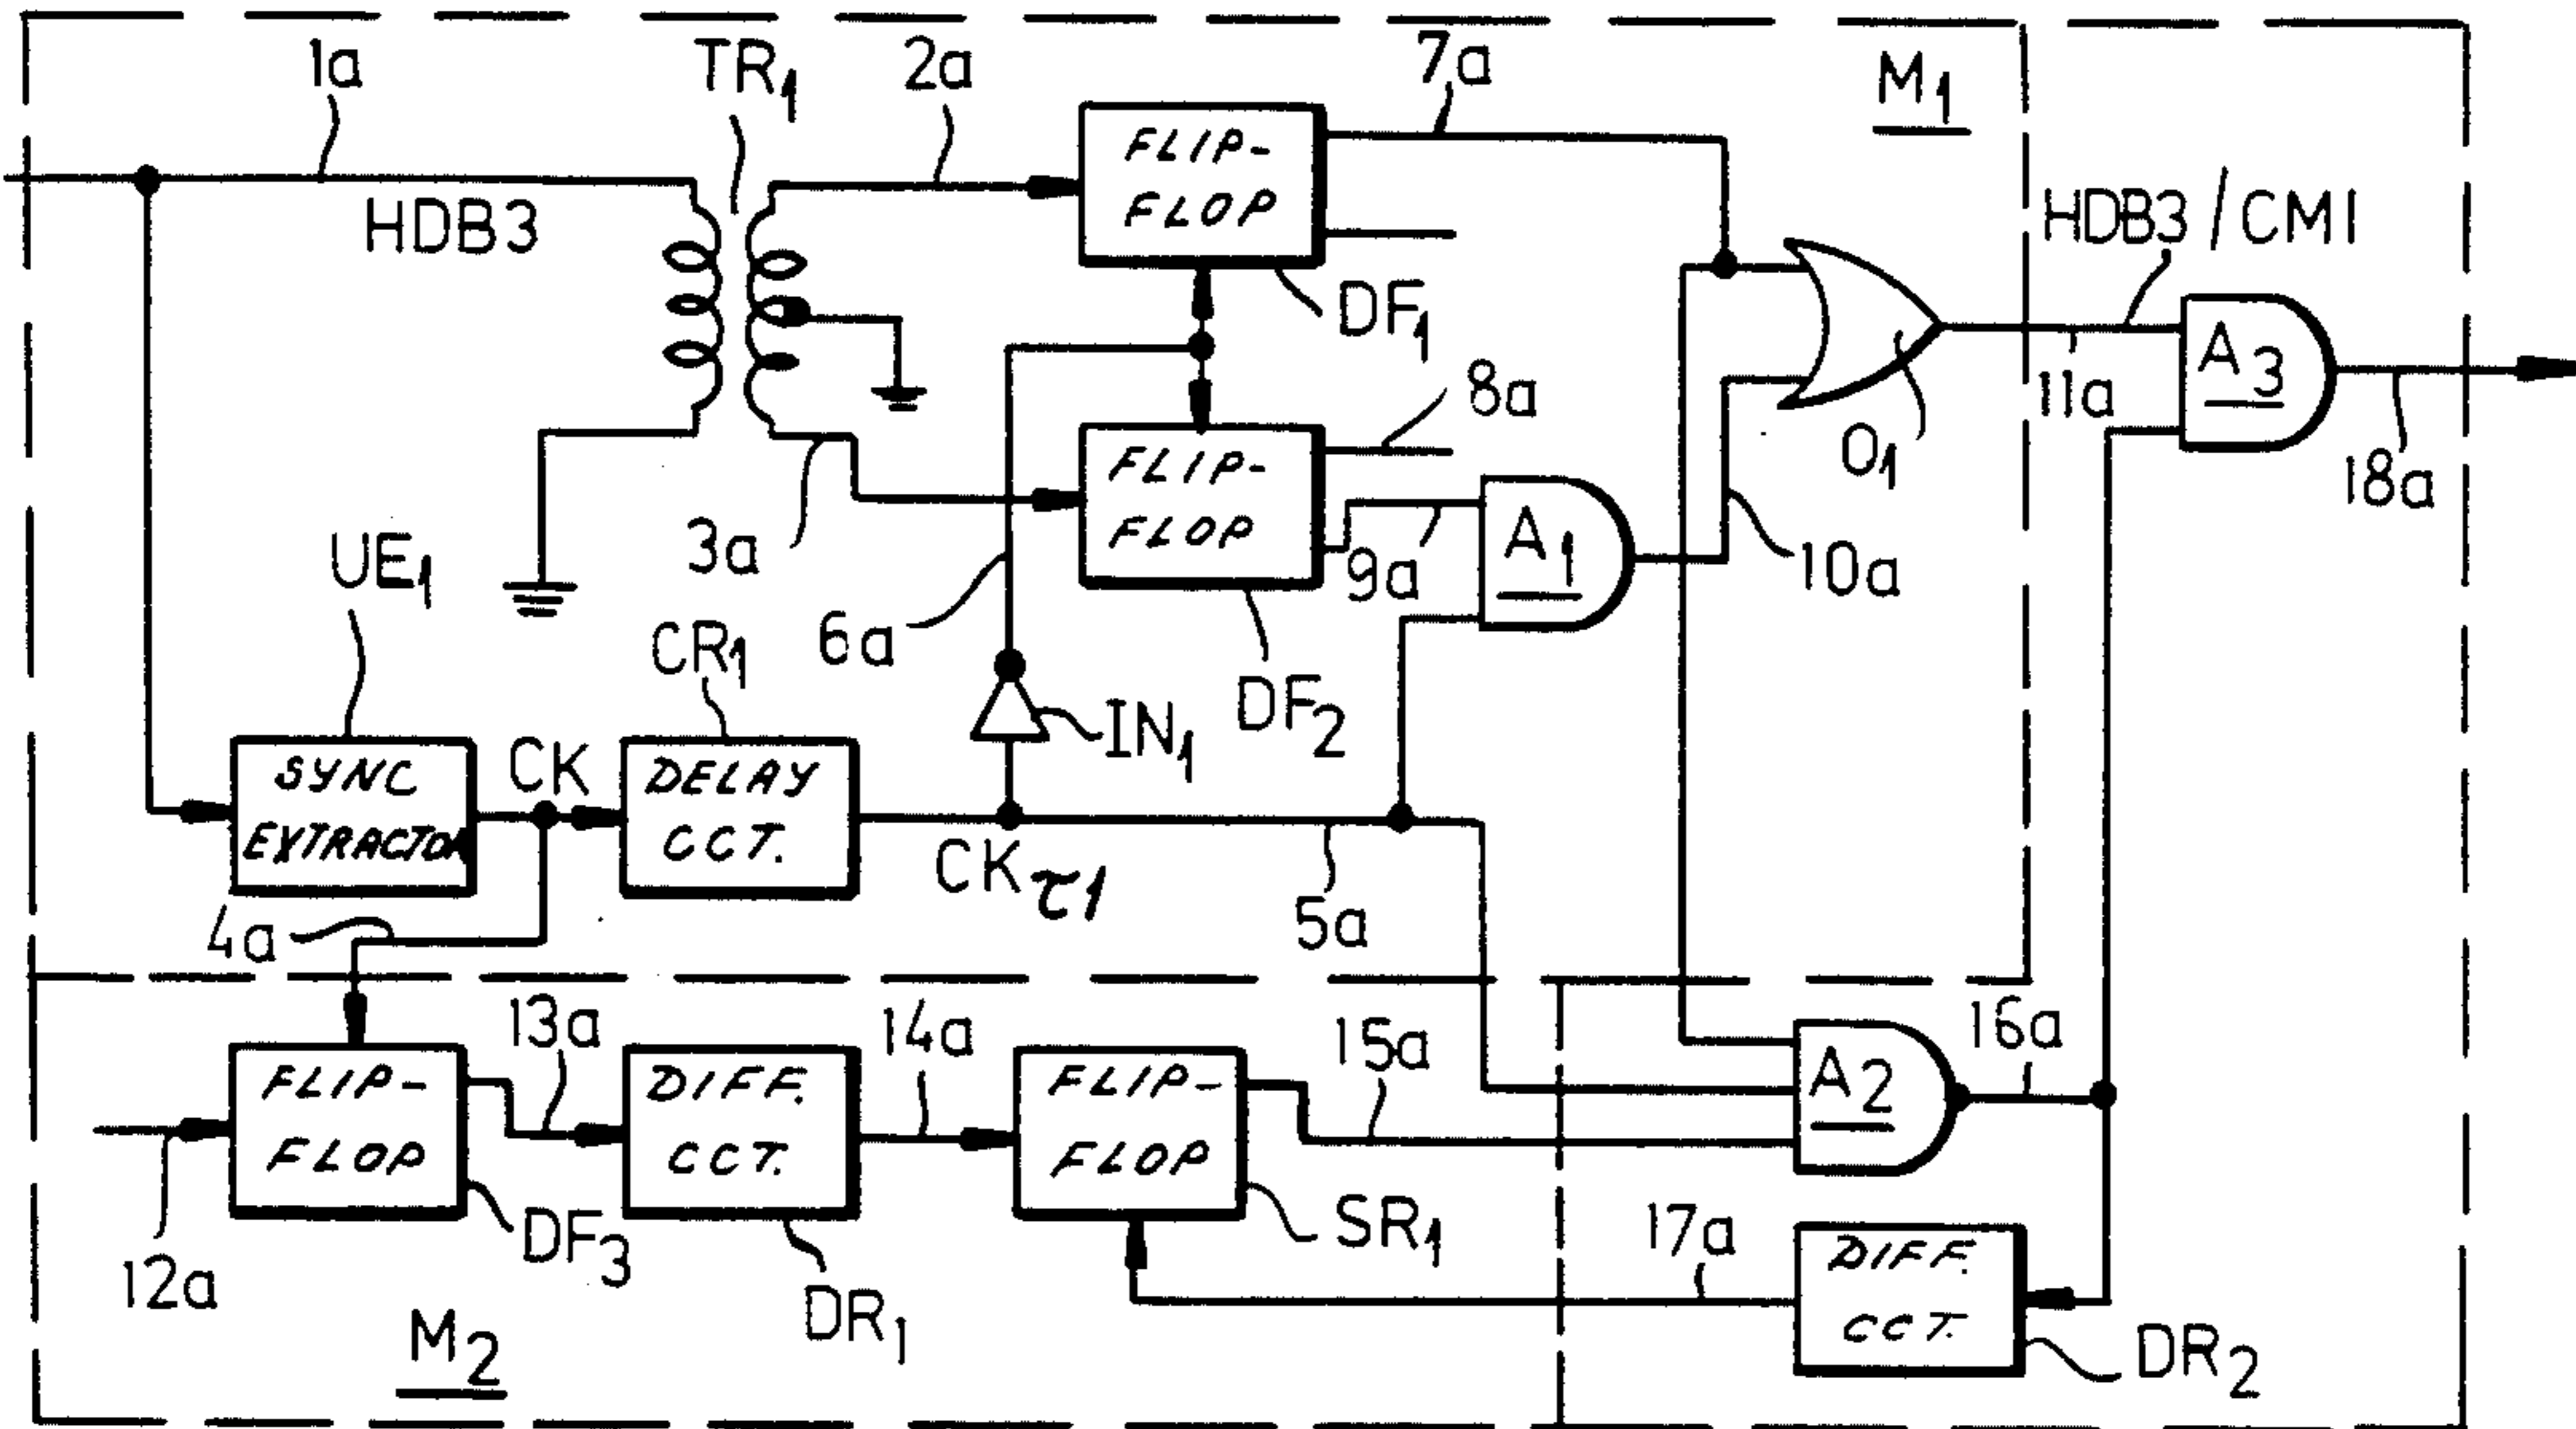 1a
TR1
2a
7a
M1
HDB3
FLIP-
FLOP
HDB3/CMI
DF1
A3
8a
11a
O1
18a
FLIP-
FLOP
3a
9a
A1
10a
UE1
6a
CR1
DF2
IN1
SYNC
EXTRACTOR
CK
DELAY
CCT.
CKτ1
5a
4a
13a
14a
15a
16a
FLIP-
FLOP
DIFF.
CCT.
FLIP-
FLOP
A2
12a
DF3
DR1
SR1
17a
DIFF.
CCT.
DR2
M2